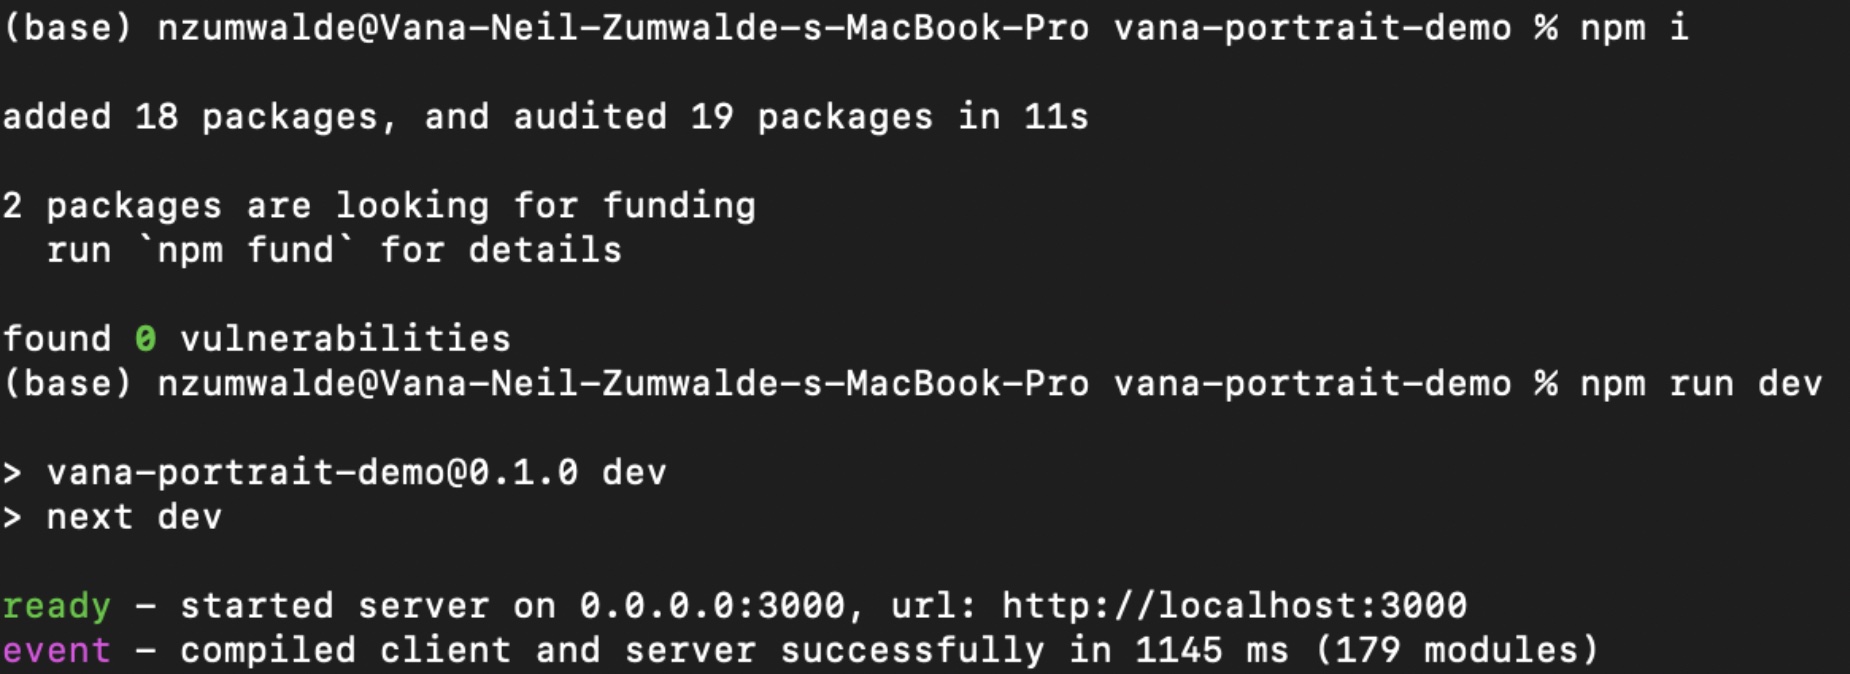 (base) nzumwalde@Vana-Neil-Zumwalde-s-MacBook-Pro vana-portrait-demo % npm i
added 18 packages, and audited 19 packages in 11s
2 packages are looking for funding
  run `npm fund` for details
found 0 vulnerabilities
(base) nzumwalde@Vana-Neil-Zumwalde-s-MacBook-Pro vana-portrait-demo % npm run dev
> vana-portrait-demo@0.1.0 dev
> next dev
ready - started server on 0.0.0.0:3000, url: http://localhost:3000
event - compiled client and server successfully in 1145 ms (179 modules)